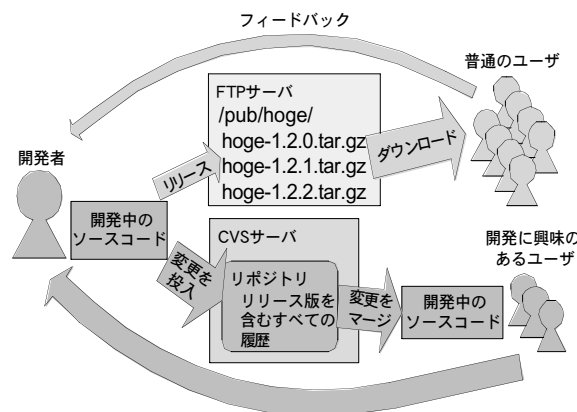 フィードバック
普通のユーザ
FTPサーバ
/pub/hoge/
hoge-1.2.0.tar.gz
hoge-1.2.1.tar.gz
hoge-1.2.2.tar.gz
ダウンロード
開発者
リリース
開発中の
ソースコード
CVSサーバ
変更を
投入
リポジトリ
リリース版を
含むすべての
履歴
変更を
マージ
開発中の
ソースコード
開発に興味の
あるユーザ